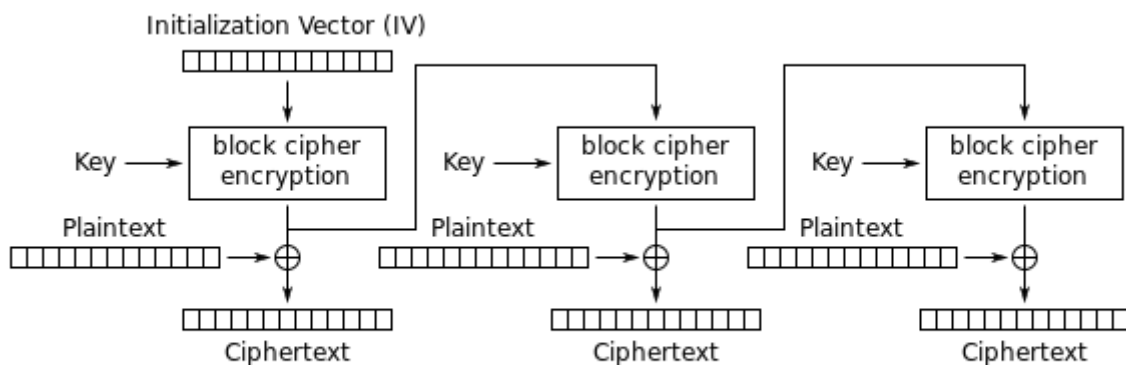 Initialization Vector (IV)
Key
block cipher
encryption
Key
block cipher
encryption
Key
block cipher
encryption
Plaintext
Plaintext
Plaintext
Ciphertext
Ciphertext
Ciphertext